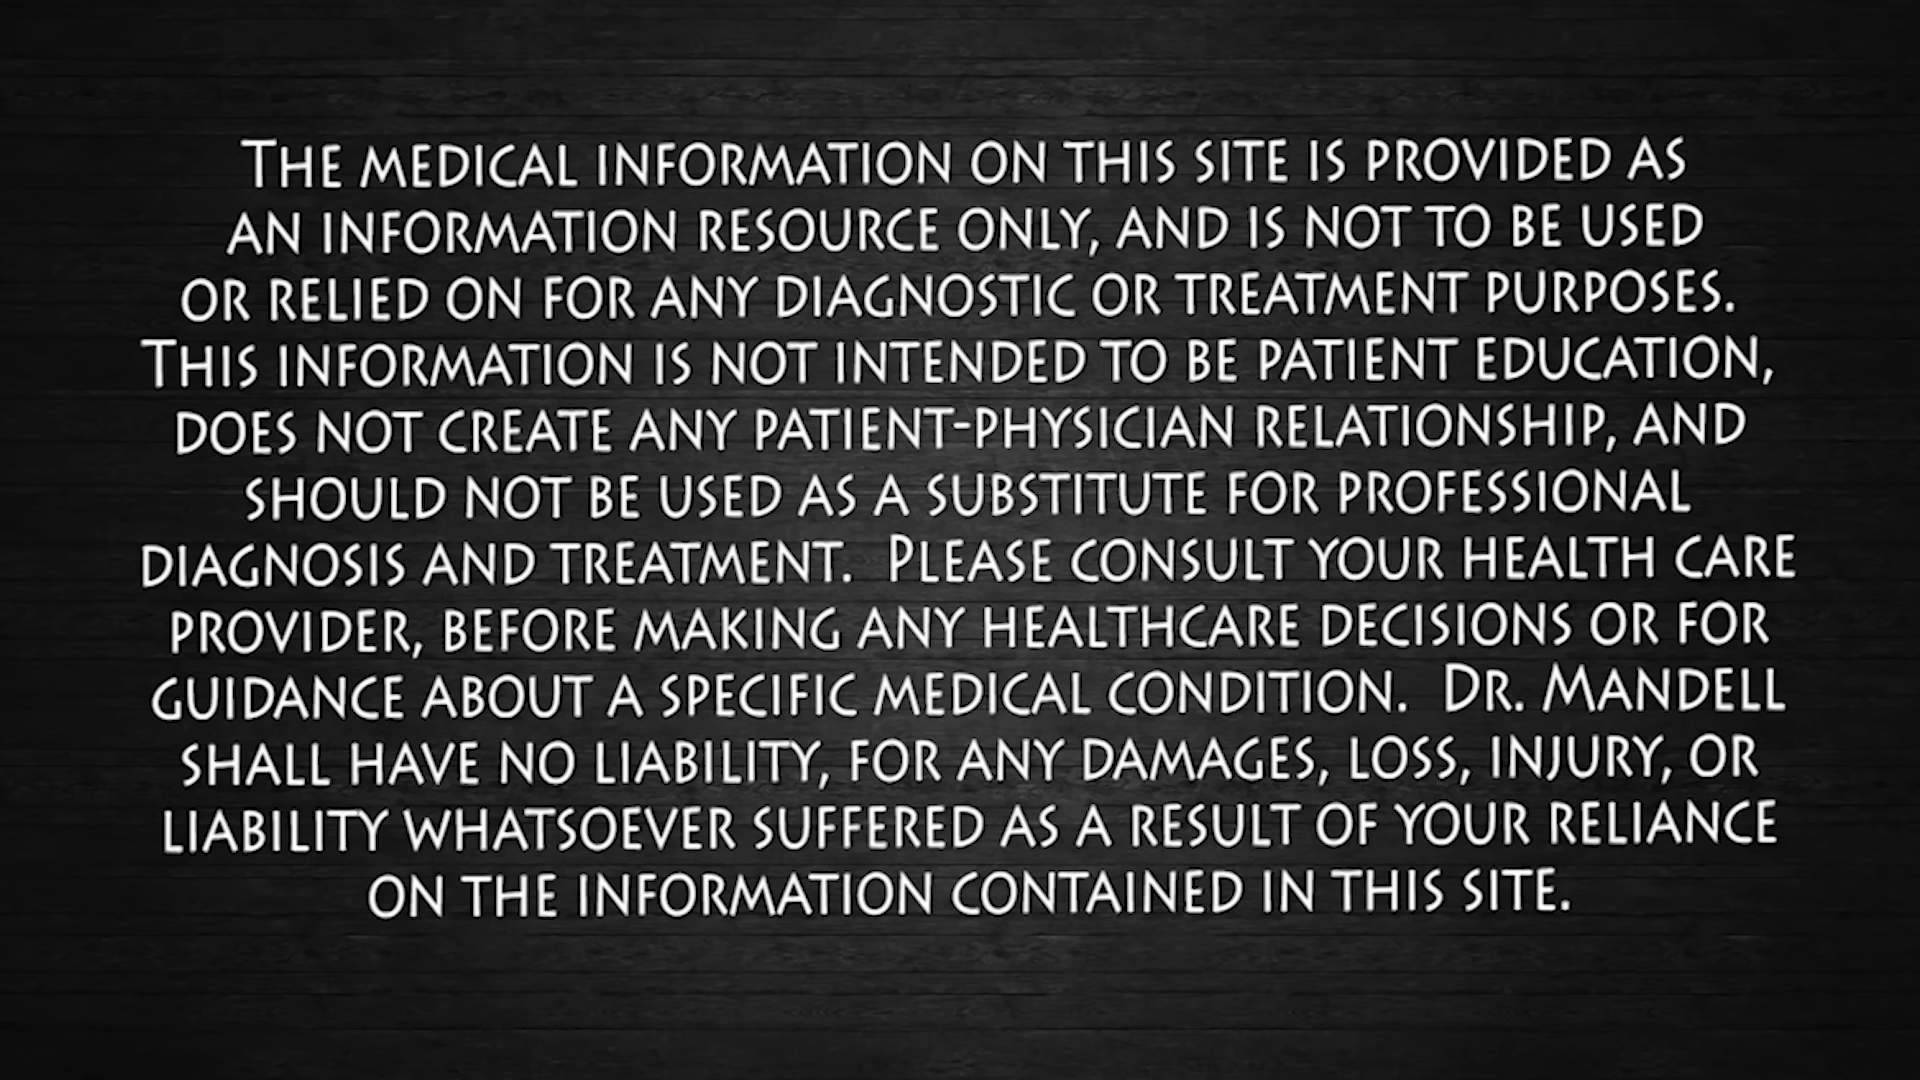 The medical information on this site is provided as
an information resource only, and is not to be used
or relied on for any diagnostic or treatment purposes.
This information is not intended to be patient education,
does not create any patient-physician relationship, and
should not be used as a substitute for professional
diagnosis and treatment.  Please consult your health care
provider, before making any healthcare decisions or for
guidance about a specific medical condition.  Dr. Mandell
shall have no liability, for any damages, loss, injury, or
liability whatsoever suffered as a result of your reliance
on the information contained in this site.